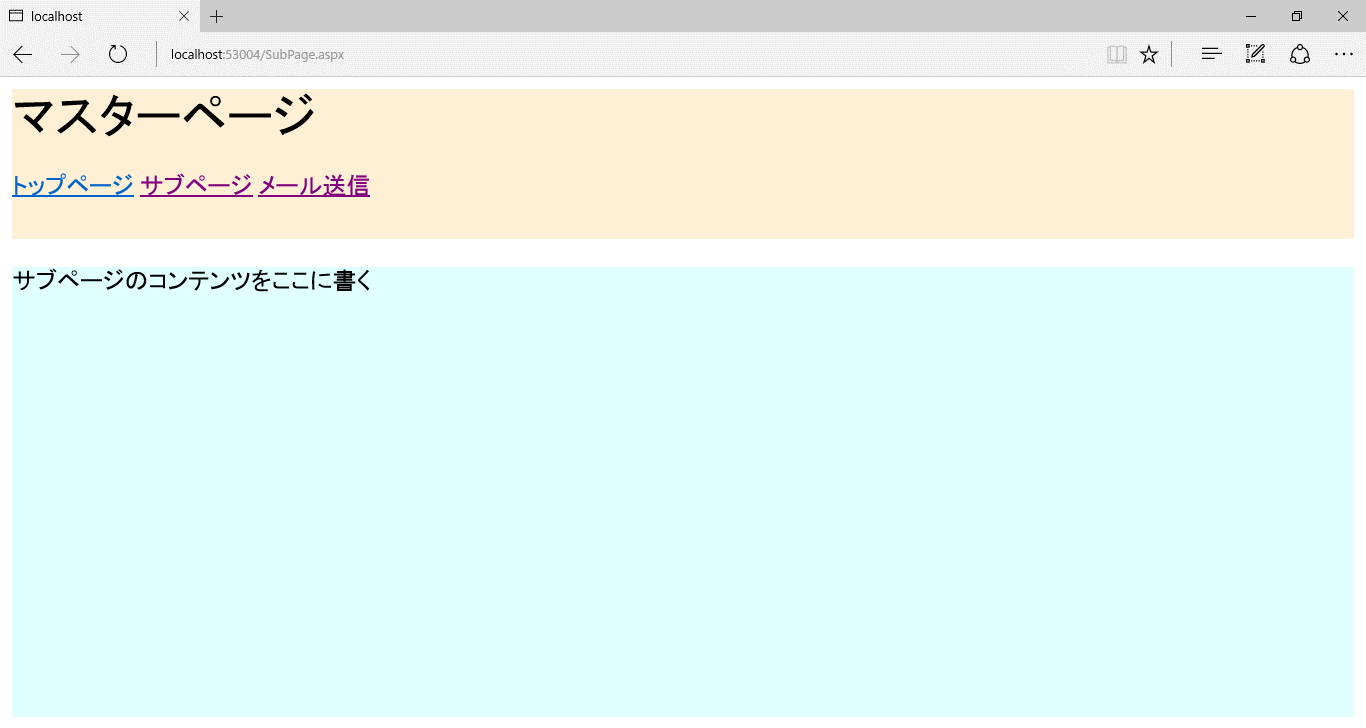 localhost
localhost:53004/SubPage.aspx
マスターページ
トップページ サブページ メール送信
サブページのコンテンツをここに書く